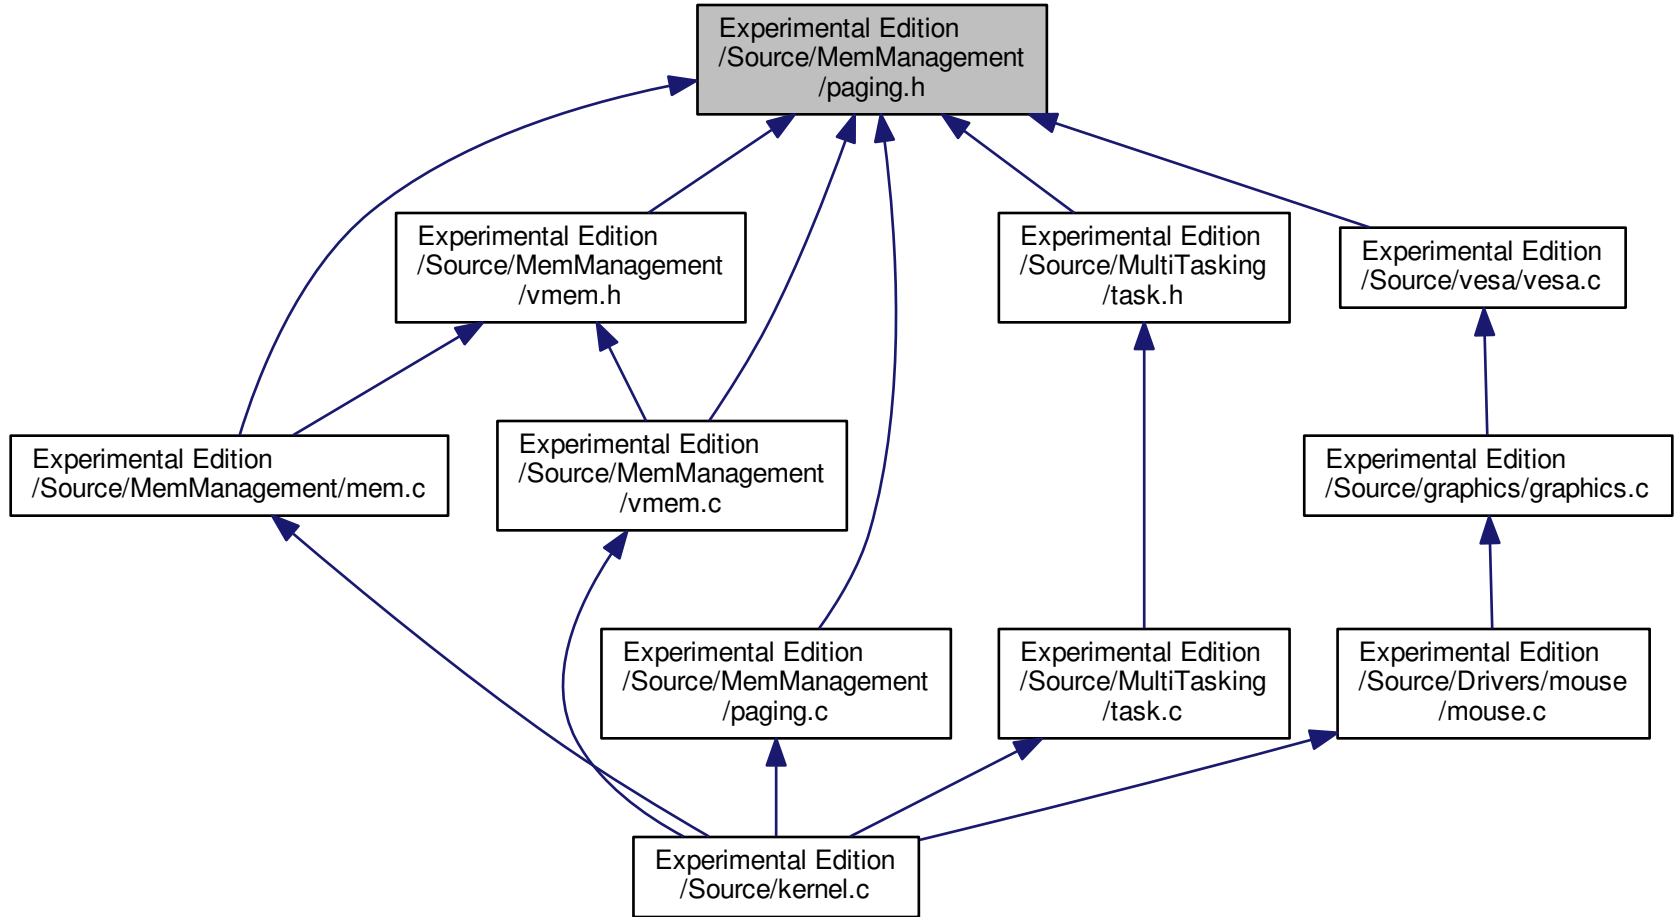 Experimental Edition
/Source/MemManagement
/paging.h
Experimental Edition
/Source/MemManagement
/vmem.h
Experimental Edition
/Source/MultiTasking
/task.h
Experimental Edition
/Source/vesa/vesa.c
Experimental Edition
/Source/MemManagement/mem.c
Experimental Edition
/Source/MemManagement
/vmem.c
Experimental Edition
/Source/graphics/graphics.c
Experimental Edition
/Source/MemManagement
/paging.c
Experimental Edition
/Source/MultiTasking
/task.c
Experimental Edition
/Source/Drivers/mouse
/mouse.c
Experimental Edition
/Source/kernel.c